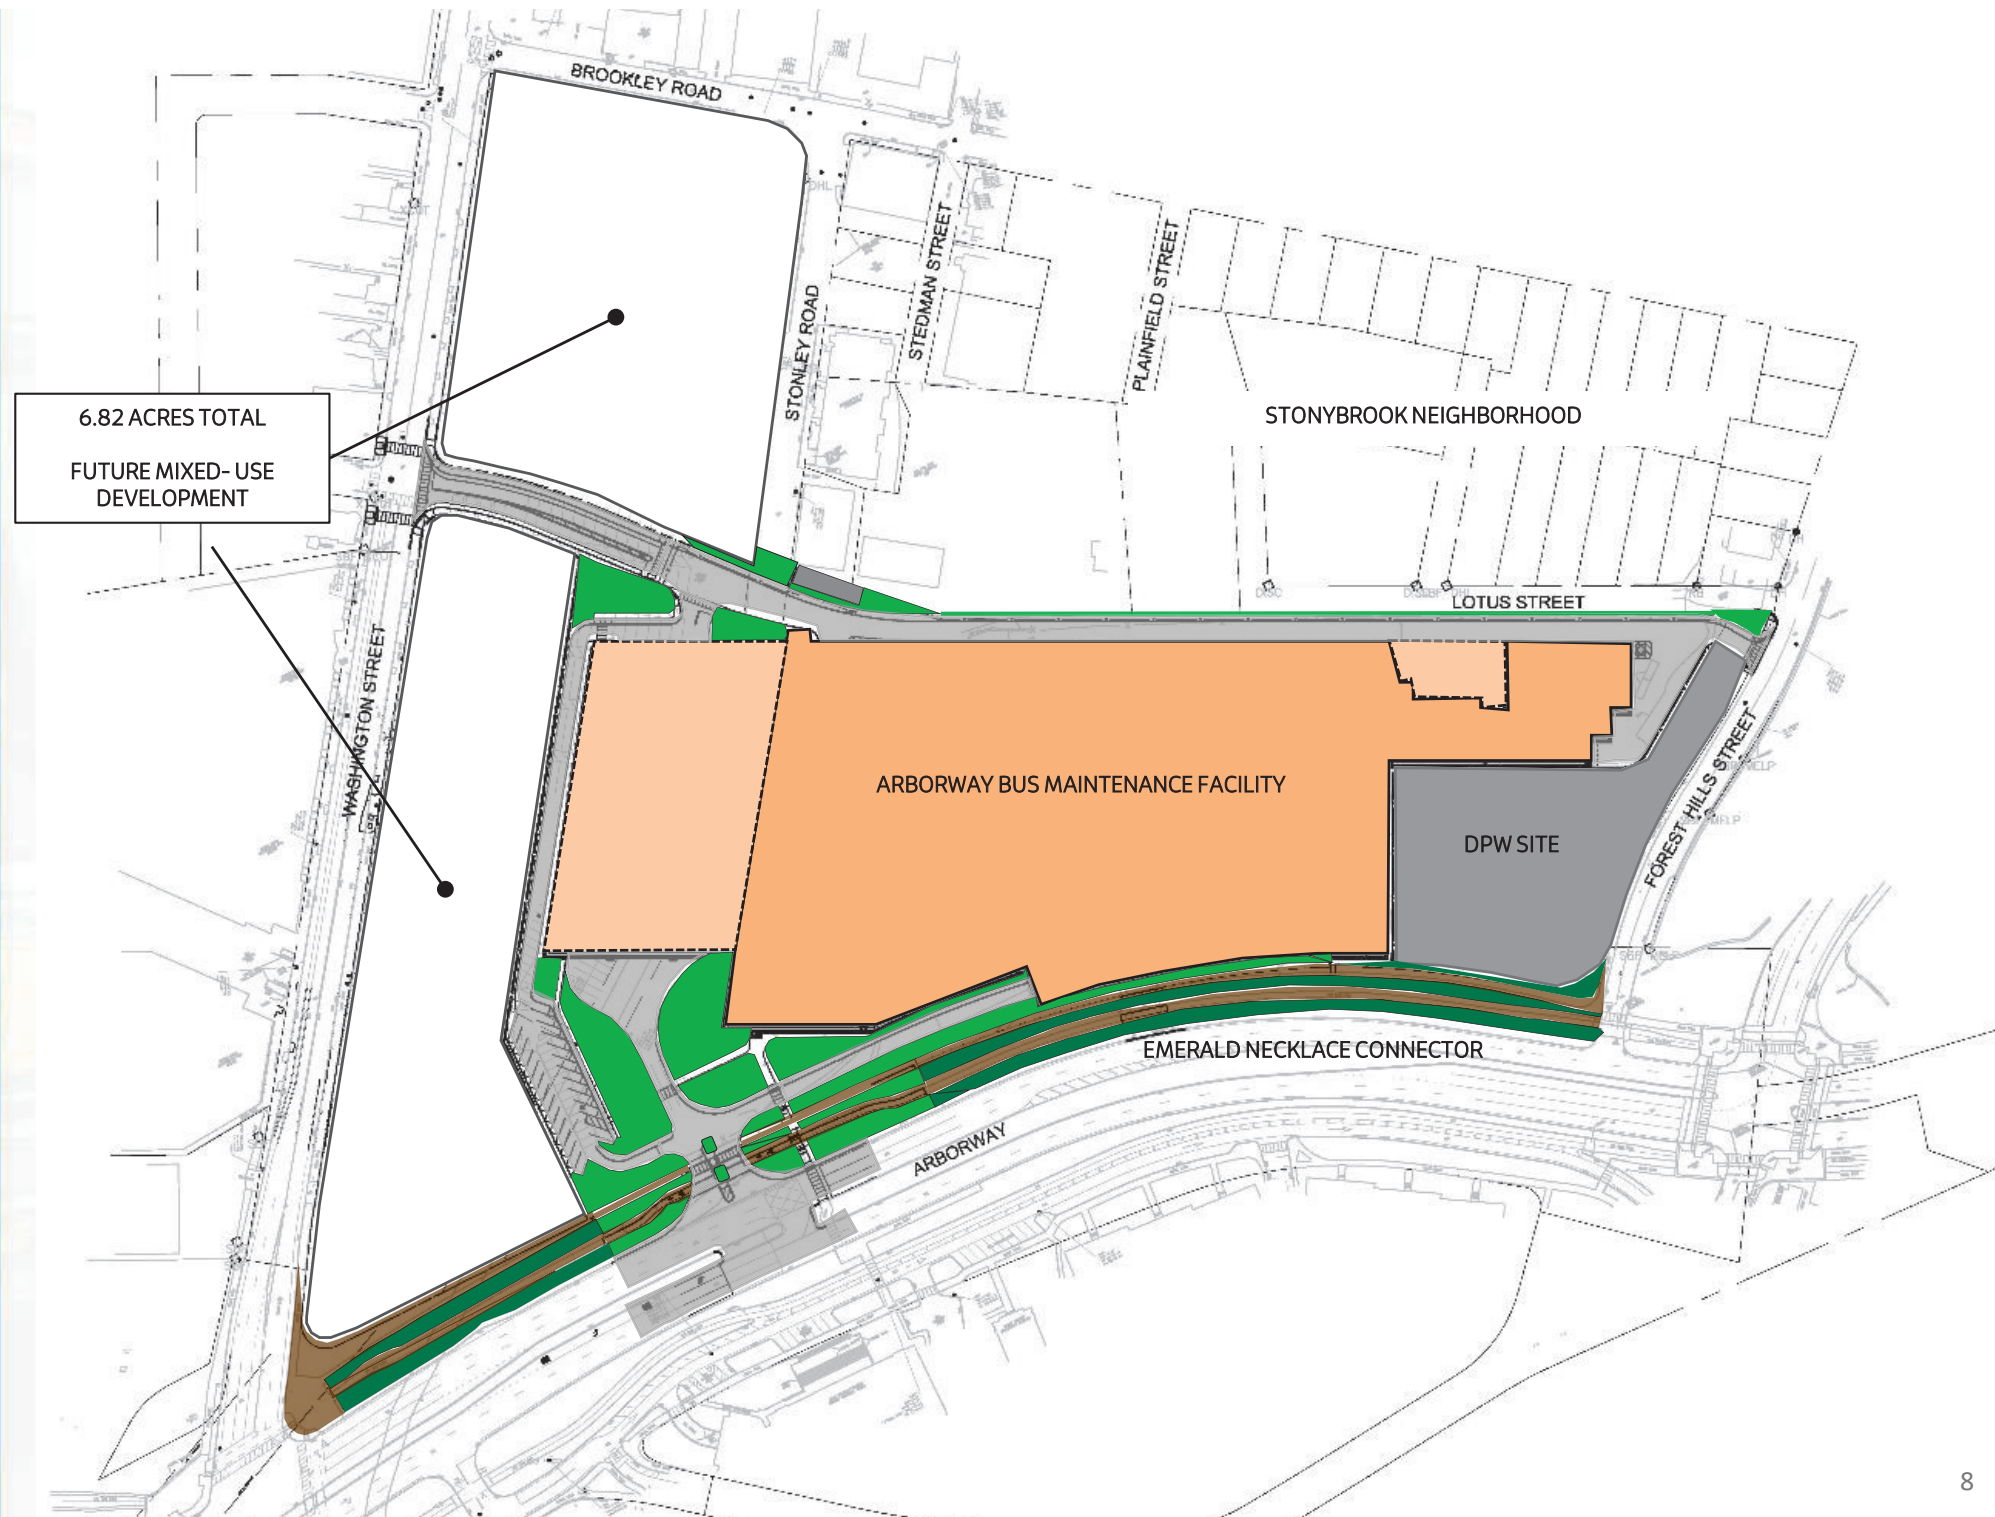 BROOKLEY ROAD
STONLEY ROAD
STEDMAN STREET
PLAINFIELD STREET
6.82 ACRES TOTAL
FUTURE MIXED- USE
DEVELOPMENT
STONYBROOK NEIGHBORHOOD
LOTUS STREET
WASHINGTON STREET
ARBORWAY BUS MAINTENANCE FACILITY
DPW SITE
FOREST HILLS STREET
EMERALD NECKLACE CONNECTOR
ARBORWAY
8